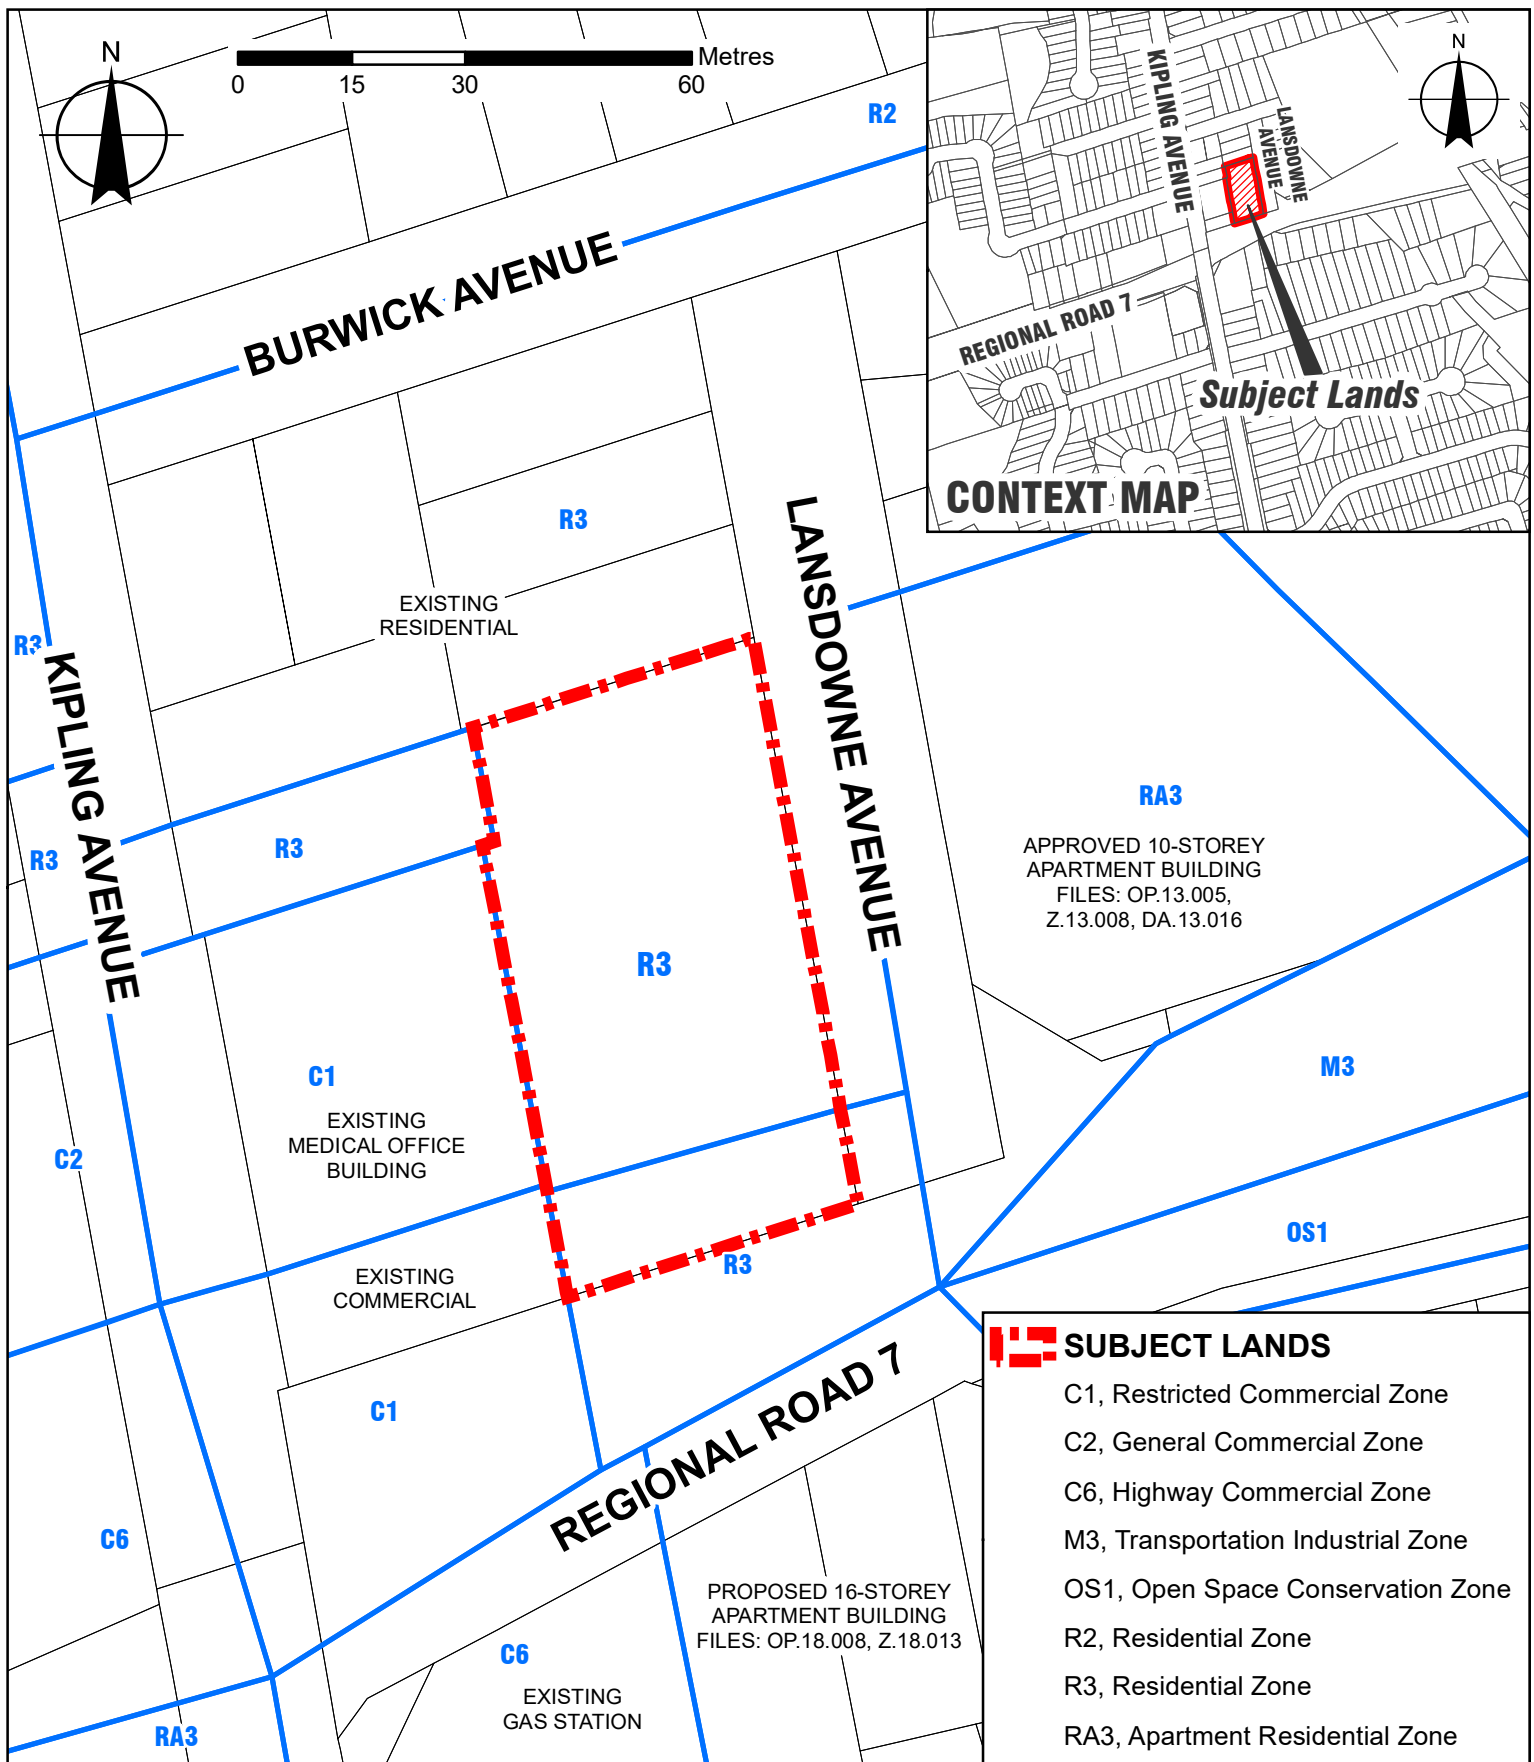 N
Metres
0 15 30 60
R2
BURWICK AVENUE
N
KIPLING AVENUE
LANSDOWNE
AVENUE
REGIONAL ROAD 7
Subject Lands
CONTEXT MAP
R3
LANSDOWNE AVENUE
EXISTING
RESIDENTIAL
R3
KIPLING AVENUE
R3
R3
R3
RA3
APPROVED 10-STOREY
APARTMENT BUILDING
FILES: OP.13.005,
Z.13.008, DA.13.016
C1
EXISTING
MEDICAL OFFICE
BUILDING
C2
M3
OS1
R3
EXISTING
COMMERCIAL
C1
REGIONAL ROAD 7
C6
PROPOSED 16-STOREY
APARTMENT BUILDING
FILES: OP.18.008, Z.18.013
C6
EXISTING
GAS STATION
RA3
SUBJECT LANDS
C1, Restricted Commercial Zone
C2, General Commercial Zone
C6, Highway Commercial Zone
M3, Transportation Industrial Zone
OS1, Open Space Conservation Zone
R2, Residential Zone
R3, Residential Zone
RA3, Apartment Residential Zone